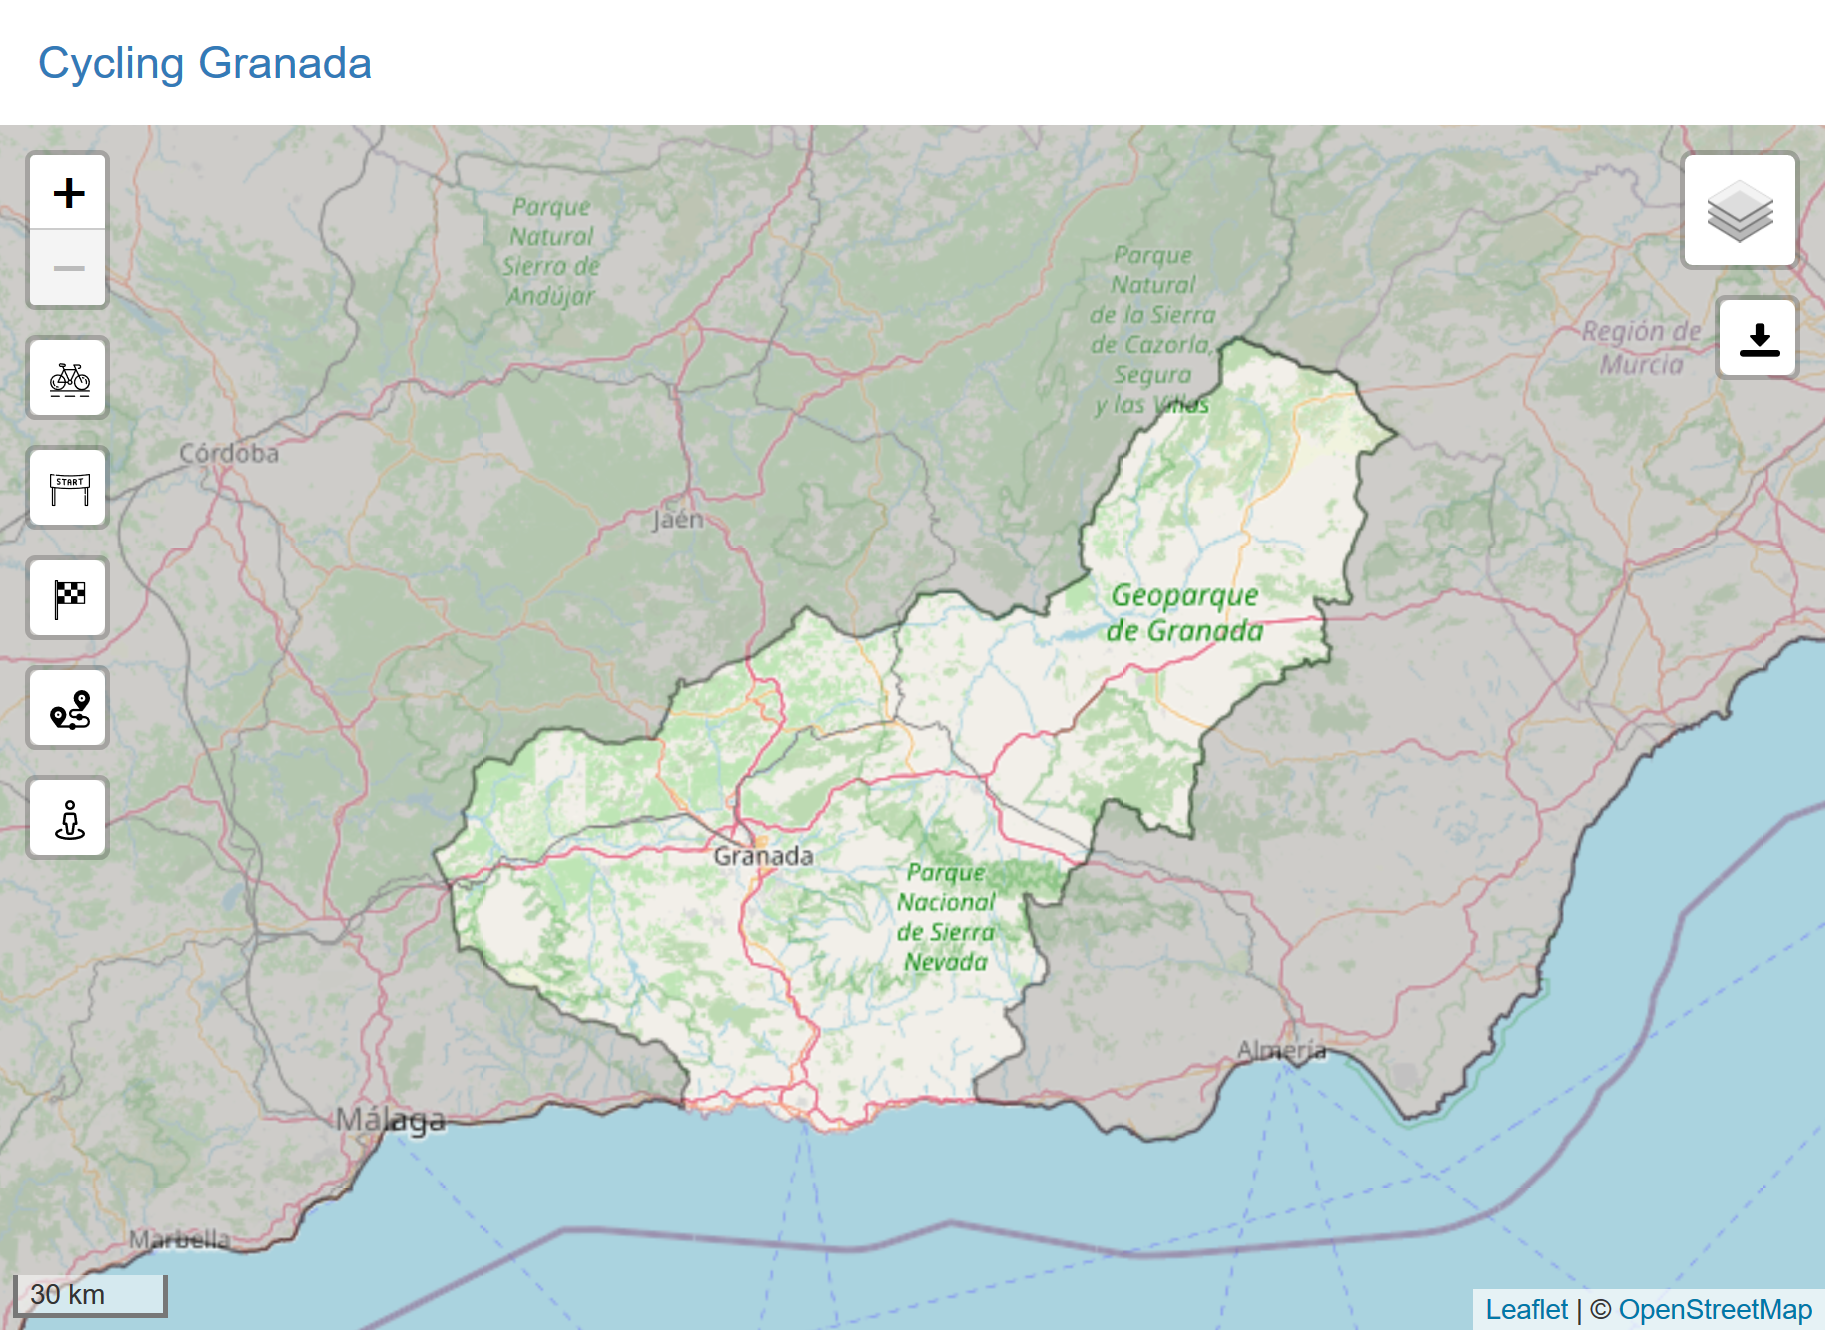 Cycling Granada
+
−
START
Parque
Natural
Sierra de
Andújar
Parque
Natural
de la Sierra
de Cazorla,
Segura
y las Villas
Región de
Murcia
Córdoba
Jaén
Geoparque
de Granada
Granada
Parque
Nacional
de Sierra
Nevada
Almería
Málaga
Marbella
30 km
Leaflet | © OpenStreetMap